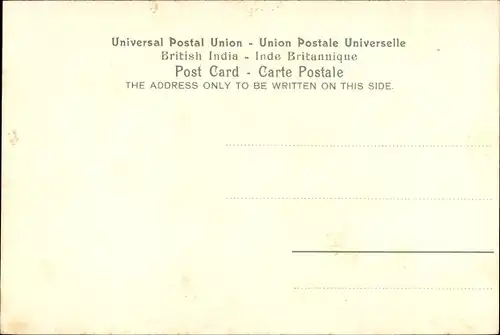 Universal Postal Union - Union Postale Universelle
British India - Inde Britannique
Post Card - Carte Postale
THE ADDRESS ONLY TO BE WRITTEN ON THIS SIDE.